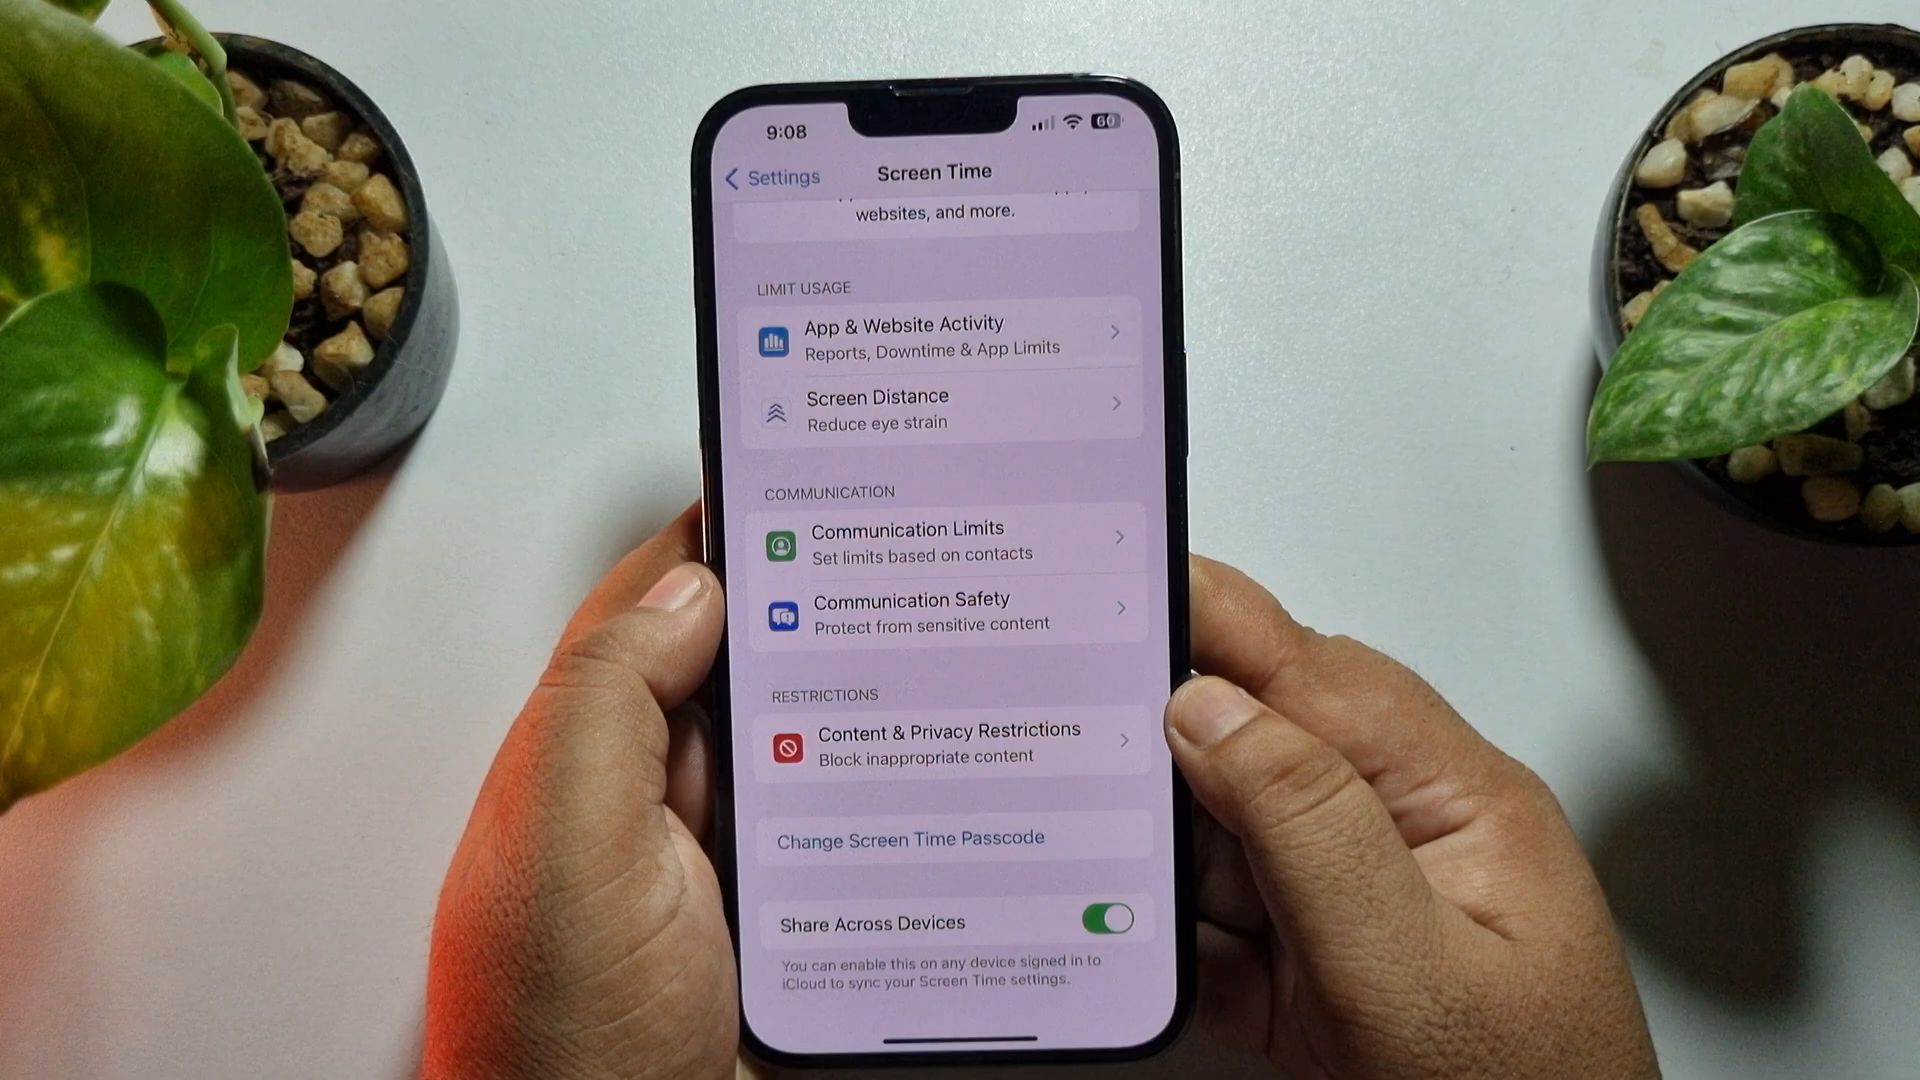 9:08
60
Settings
Screen Time
websites, and more.
LIMIT USAGE
App & Website Activity
Reports, Downtime & App Limits
Screen Distance
Reduce eye strain
COMMUNICATION
Communication Limits
Set limits based on contacts
Communication Safety
Protect from sensitive content
RESTRICTIONS
Content & Privacy Restrictions
Block inappropriate content
Change Screen Time Passcode
Share Across Devices
You can enable this on any device signed in to
iCloud to sync your Screen Time settings.